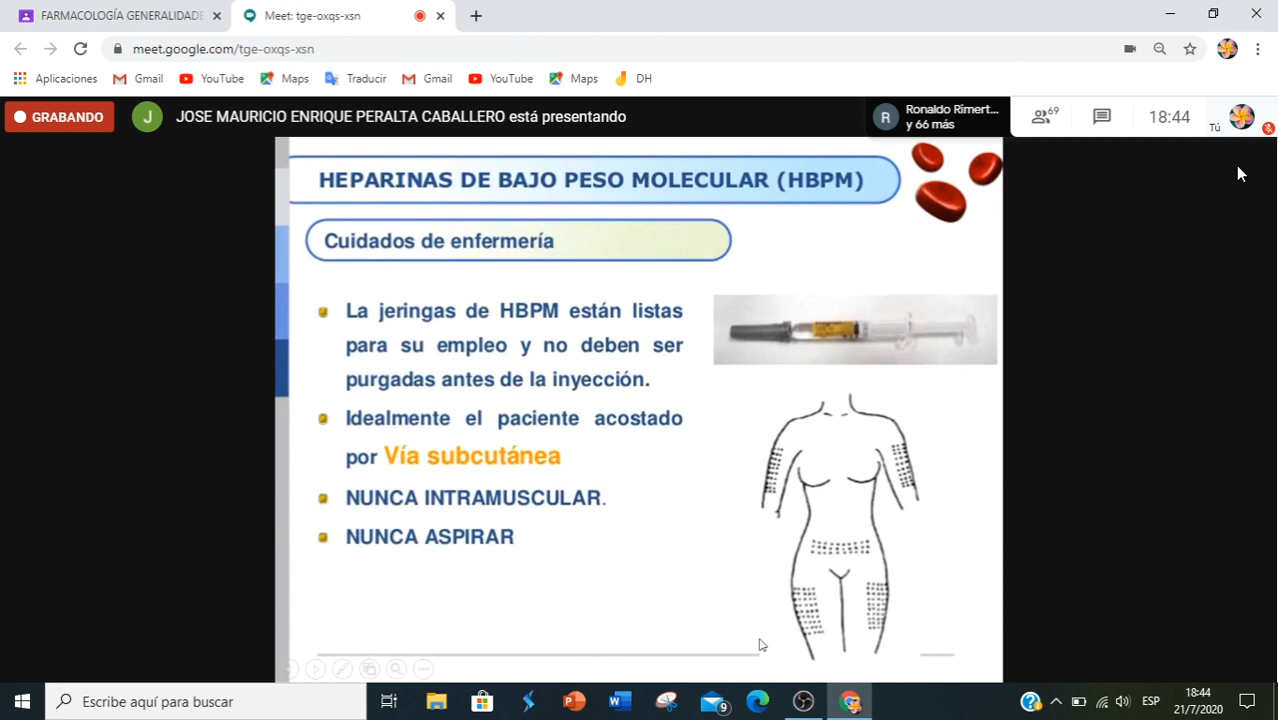 FARMACOLOGÍA GENERALIDADE
Meet: tge-oxqs-xsn
meet.google.com/tge-oxqs-xsn
Aplicaciones
Gmail
YouTube
Maps
Traducir
Gmail
YouTube
Maps
DH
GRABANDO
J
JOSE MAURICIO ENRIQUE PERALTA CABALLERO está presentando
R
Ronaldo Rimert...
y 66 más
69
18:44
Tú
HEPARINAS DE BAJO PESO MOLECULAR (HBPM)
Cuidados de enfermería
La jeringas de HBPM están listas
para su empleo y no deben ser
purgadas antes de la inyección.
Idealmente el paciente acostado
por Vía subcutánea
NUNCA INTRAMUSCULAR.
NUNCA ASPIRAR
Escribe aquí para buscar
9
ESP
18:44
21/7/2020